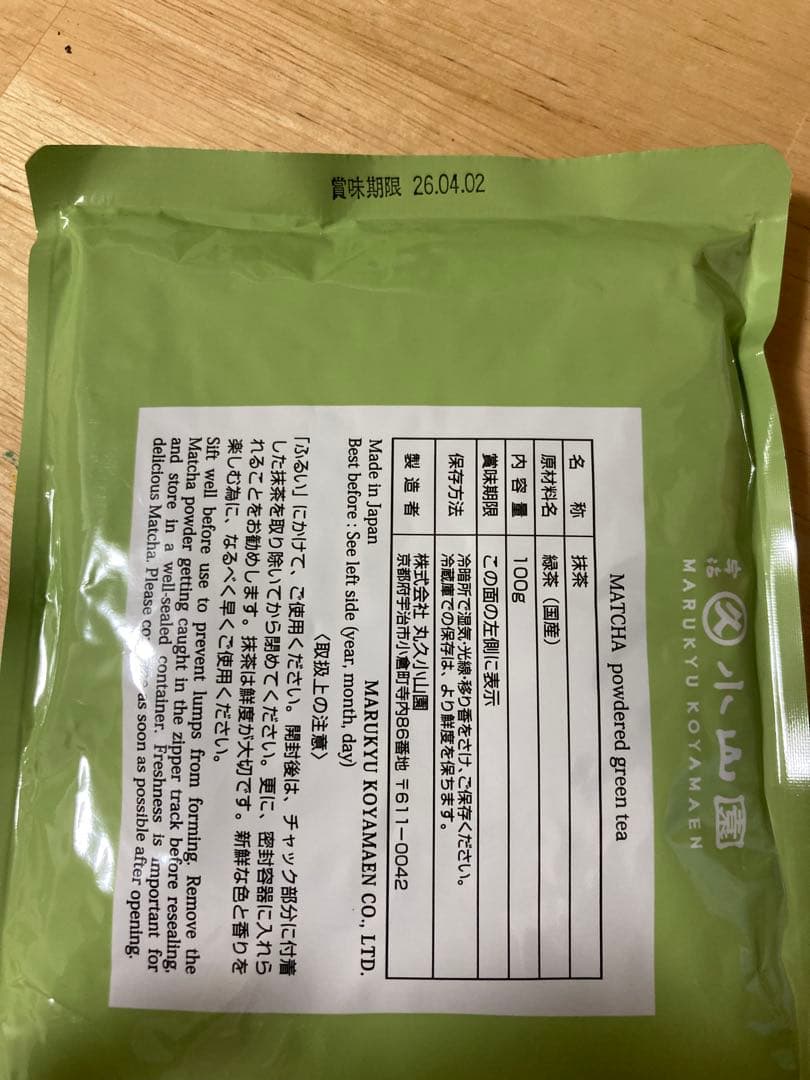 賞味期限 26.04.02
宇治 久 小山園
MARUKYU KOYAMAEN
MATCHA powdered green tea
名称 抹茶
原材料名 緑茶（国産）
内容量 100g
賞味期限 この面の左側に表示
保存方法 冷暗所で湿気・光線・移り香をさけ、ご保存ください。
冷蔵庫での保存は、より鮮度を保ちます。
製造者 株式会社 丸久小山園
京都府宇治市小倉町寺内86番地 〒611-0042
Made in Japan MARUKYU KOYAMAEN CO., LTD.
Best before : See left side (year, month, day)
〈取扱上の注意〉
「ふるい」にかけて、ご使用ください。開封後は、チャック部分に付着
した抹茶を取り除いてから閉めてください。更に、密封容器に入れら
れることをお勧めします。抹茶は鮮度が大切です。新鮮な色と香りを
楽しむ為に、なるべく早くご使用ください。
Sift well before use to prevent lumps from forming. Remove the
Matcha powder getting caught in the zipper track before resealing,
and store in a well-sealed container. Freshness is important for
delicious Matcha. Please as soon as possible after opening.